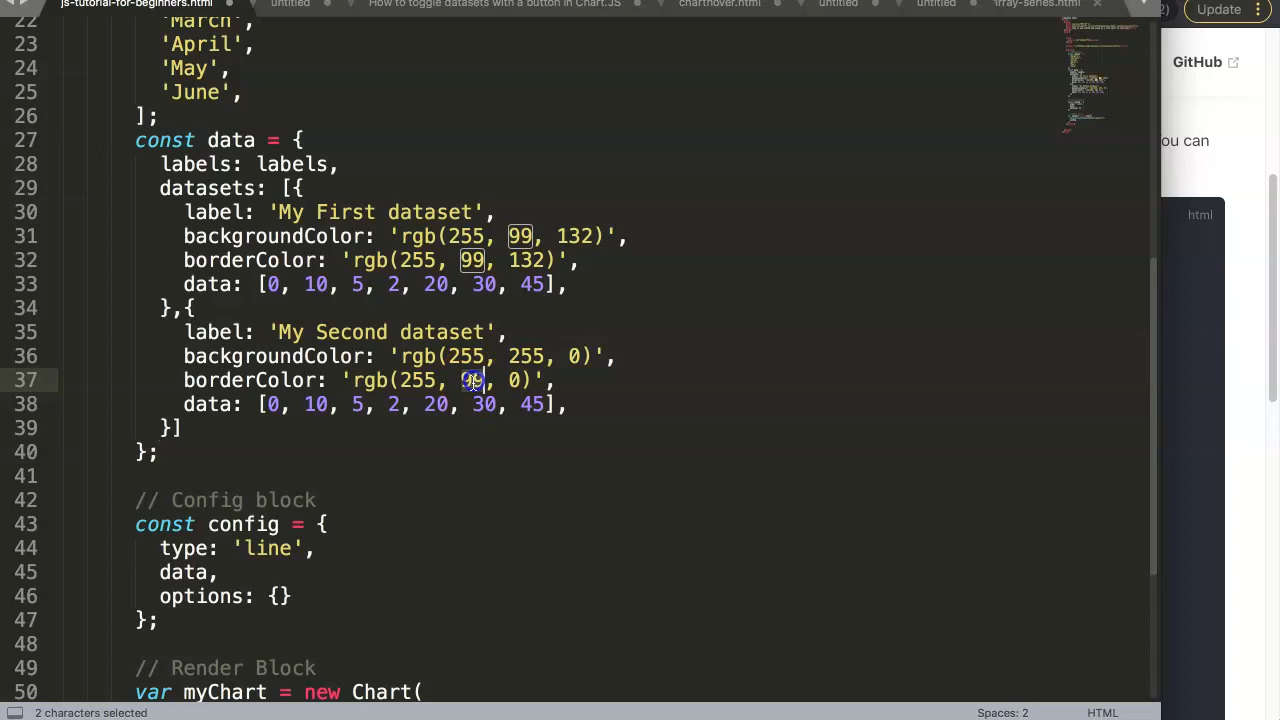 js-tutorial-for-beginners.html
untitled
How to toggle datasets with a button in Chart.JS
charthover.html
untitled
untitled
array-series.html
2)
Update
22 'March',
23 'April',
24 'May',
25 'June',
26 ];
27 const data = {
28 labels: labels,
29 datasets: [{
30 label: 'My First dataset',
31 backgroundColor: 'rgb(255, 99, 132)',
32 borderColor: 'rgb(255, 99, 132)',
33 data: [0, 10, 5, 2, 20, 30, 45],
34 },{
35 label: 'My Second dataset',
36 backgroundColor: 'rgb(255, 255, 0)',
37 borderColor: 'rgb(255, 99, 0)',
38 data: [0, 10, 5, 2, 20, 30, 45],
39 }]
40 };
41
42 // Config block
43 const config = {
44 type: 'line',
45 data,
46 options: {}
47 };
48
49 // Render Block
50 var myChart = new Chart(
GitHub
ou can
html
2 characters selected
Spaces: 2
HTML